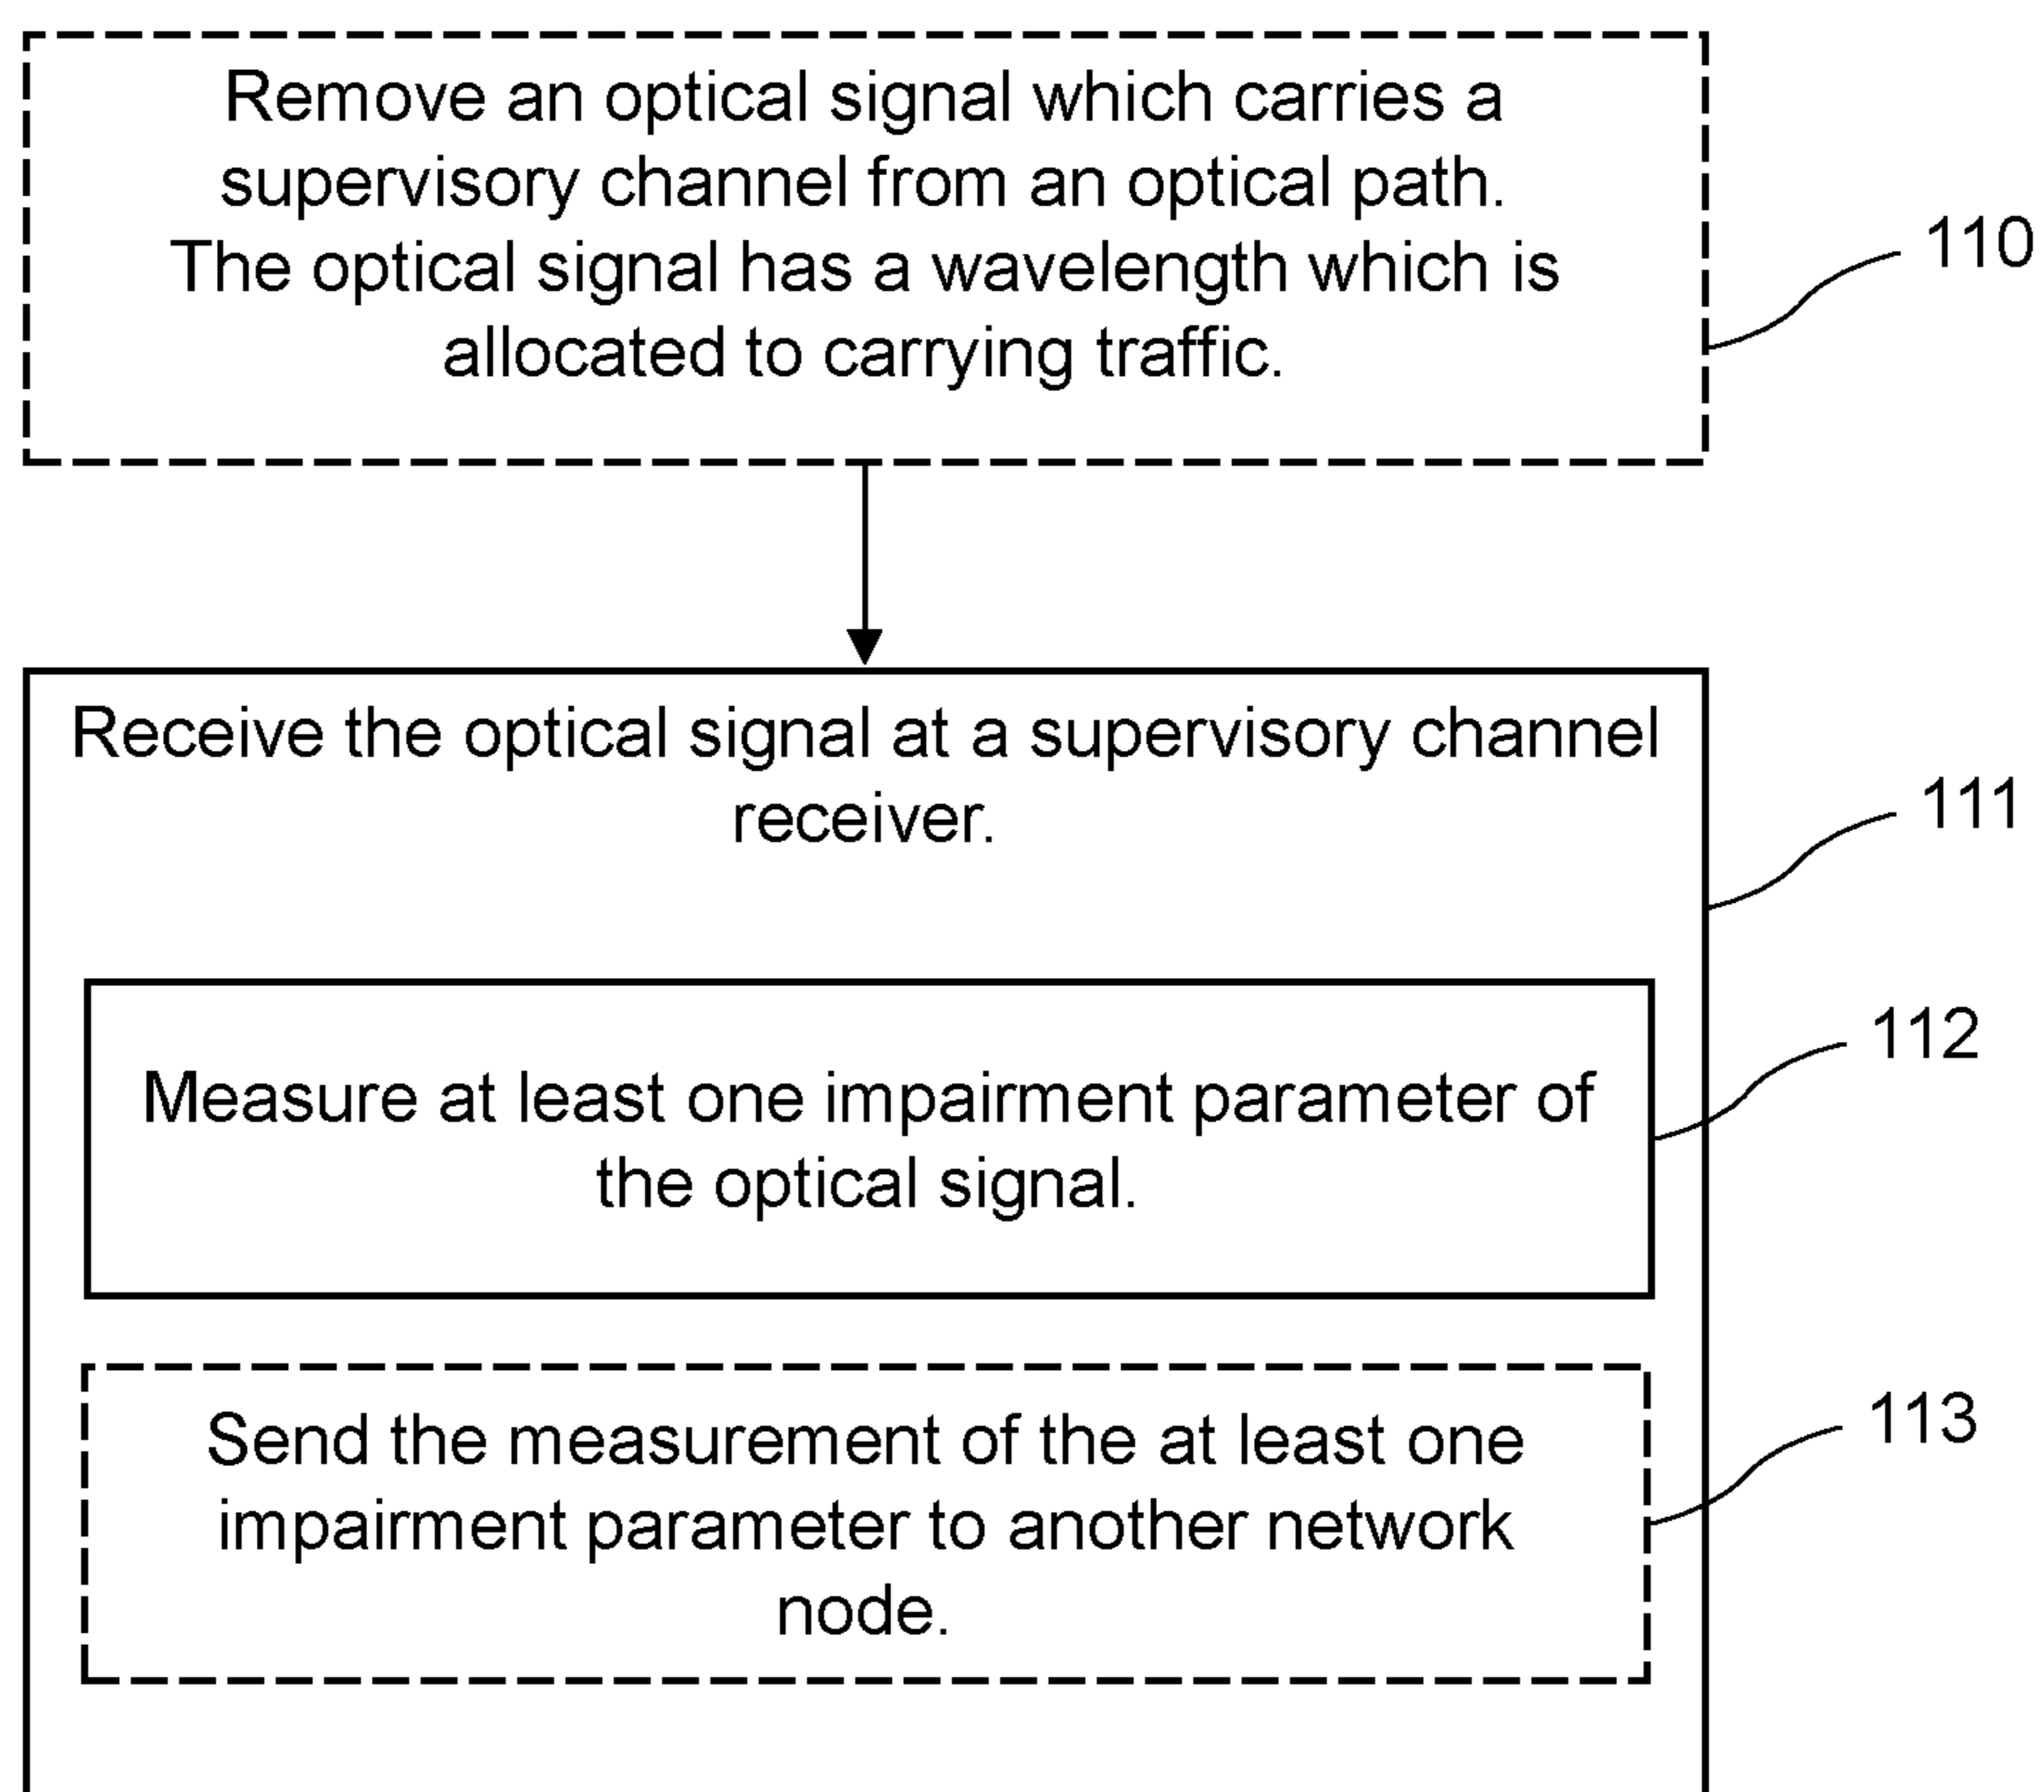 Remove an optical signal which carries a
supervisory channel from an optical path.
The optical signal has a wavelength which is
allocated to carrying traffic.
110
Receive the optical signal at a supervisory channel
receiver.
111
Measure at least one impairment parameter of
the optical signal.
112
Send the measurement of the at least one
impairment parameter to another network
node.
113